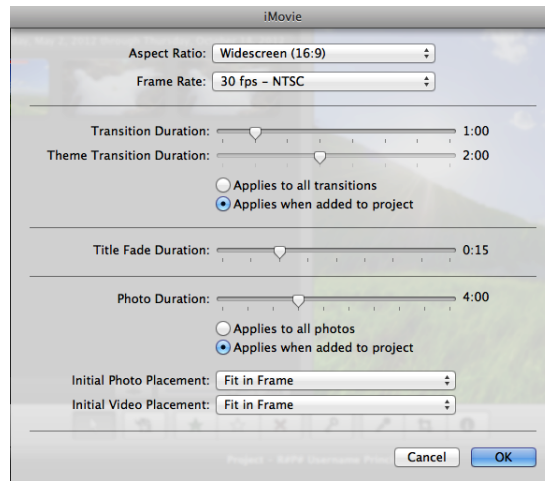 iMovie
Aspect Ratio: Widescreen (16:9)
Frame Rate: 30 fps – NTSC
Transition Duration: 1:00
Theme Transition Duration: 2:00
Applies to all transitions
Applies when added to project
Title Fade Duration: 0:15
Photo Duration: 4:00
Applies to all photos
Applies when added to project
Initial Photo Placement: Fit in Frame
Initial Video Placement: Fit in Frame
Cancel OK